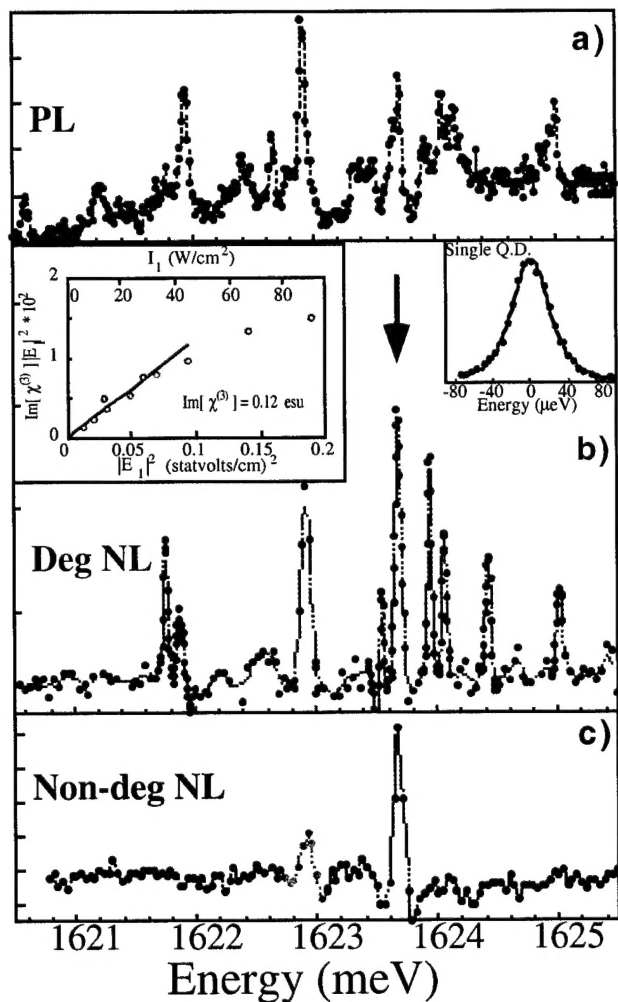 a)
PL
I₁ (W/cm²)
0 20 40 60 80
2
1
0
Im[χ⁽³⁾]|E₁|² * 10²
Im[χ⁽³⁾] = 0.12 esu
0 0.05 0.1 0.15 0.2
|E₁|² (statvolts/cm)²
Single Q.D.
-80 -40 0 40 80
Energy (μeV)
b)
Deg NL
c)
Non-deg NL
1621 1622 1623 1624 1625
Energy (meV)